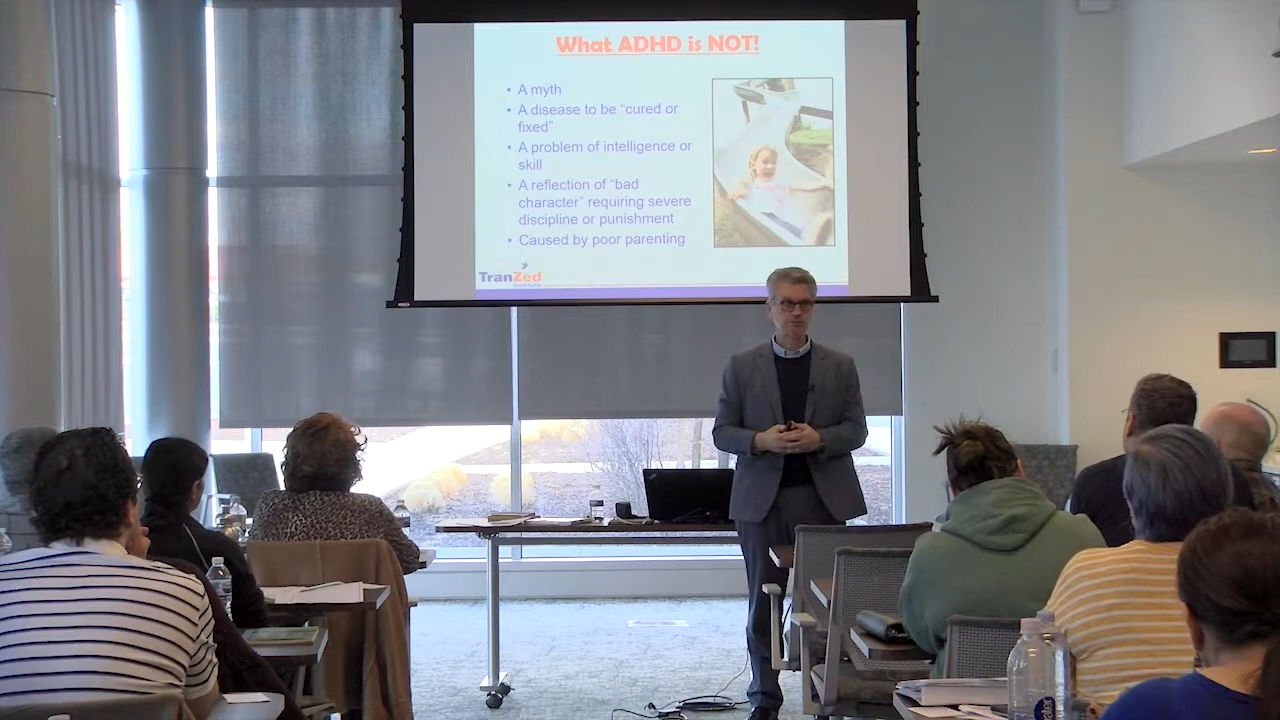 What ADHD is NOT!
• A myth
• A disease to be “cured or
fixed”
• A problem of intelligence or
skill
• A reflection of “bad
character” requiring severe
discipline or punishment
• Caused by poor parenting
TranZed
Institute